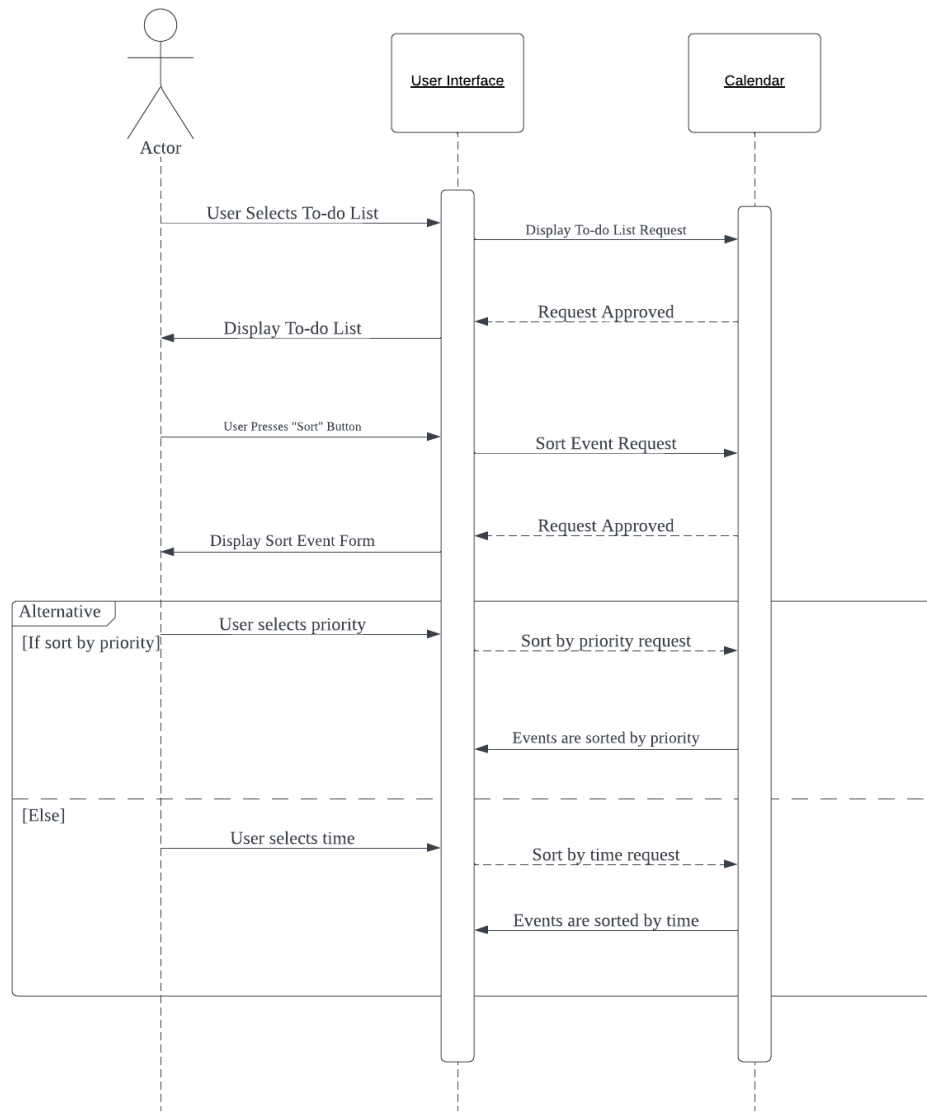 User Interface
Calendar
Actor
User Selects To-do List
Display To-do List Request
Request Approved
Display To-do List
User Presses "Sort" Button
Sort Event Request
Request Approved
Display Sort Event Form
Alternative
User selects priority
[If sort by priority]
Sort by priority request
Events are sorted by priority
[Else]
User selects time
Sort by time request
Events are sorted by time